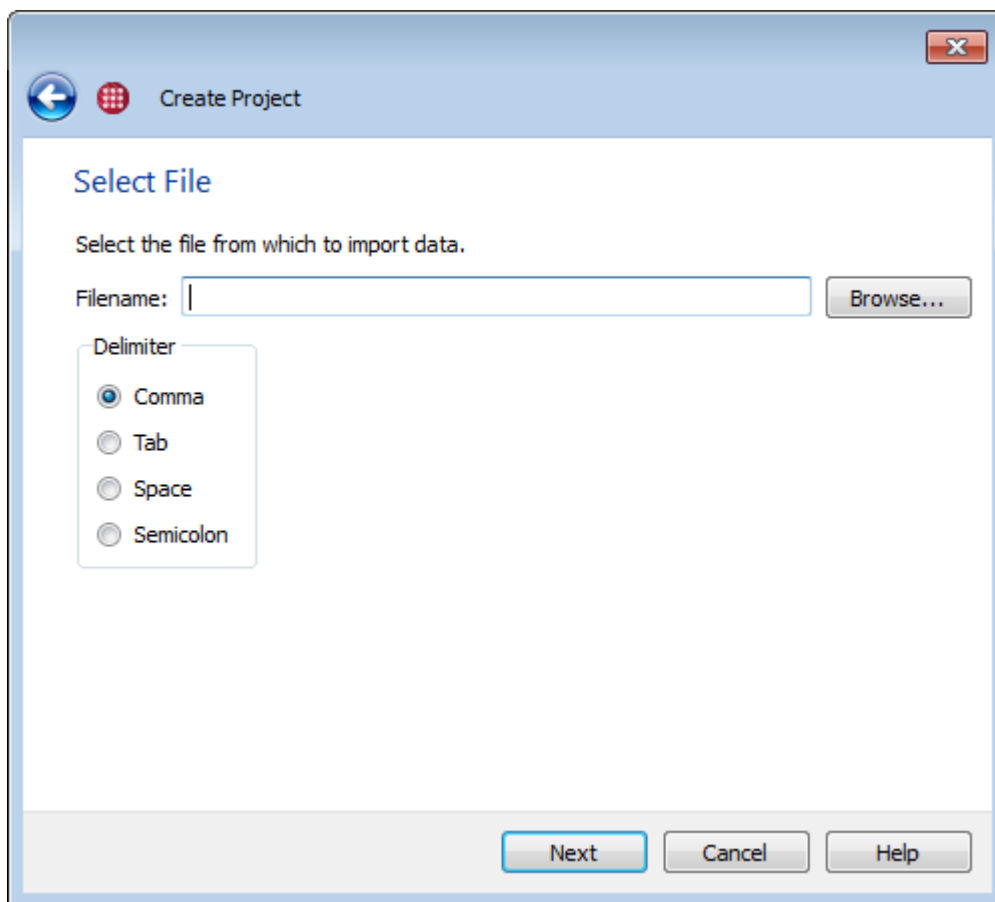 Create Project
Select File
Select the file from which to import data.
Filename: Browse...
Delimiter
Comma
Tab
Space
Semicolon
Next Cancel Help